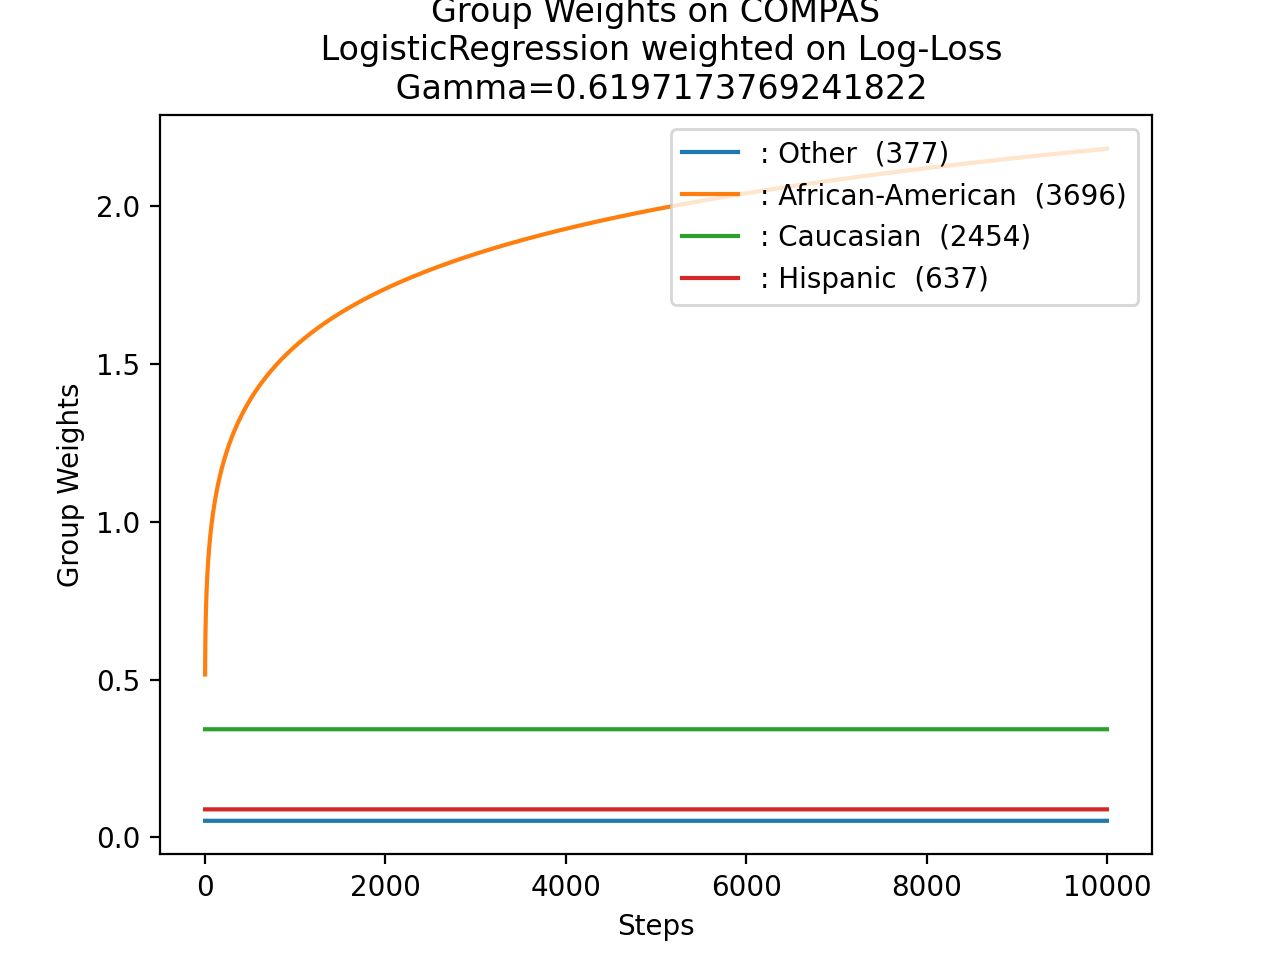 Group Weights on COMPAS
LogisticRegression weighted on Log-Loss
Gamma=0.6197173769241822
: Other (377)
: African-American (3696)
: Caucasian (2454)
: Hispanic (637)
2.0
1.5
1.0
0.5
0.0
Group Weights
0 2000 4000 6000 8000 10000
Steps